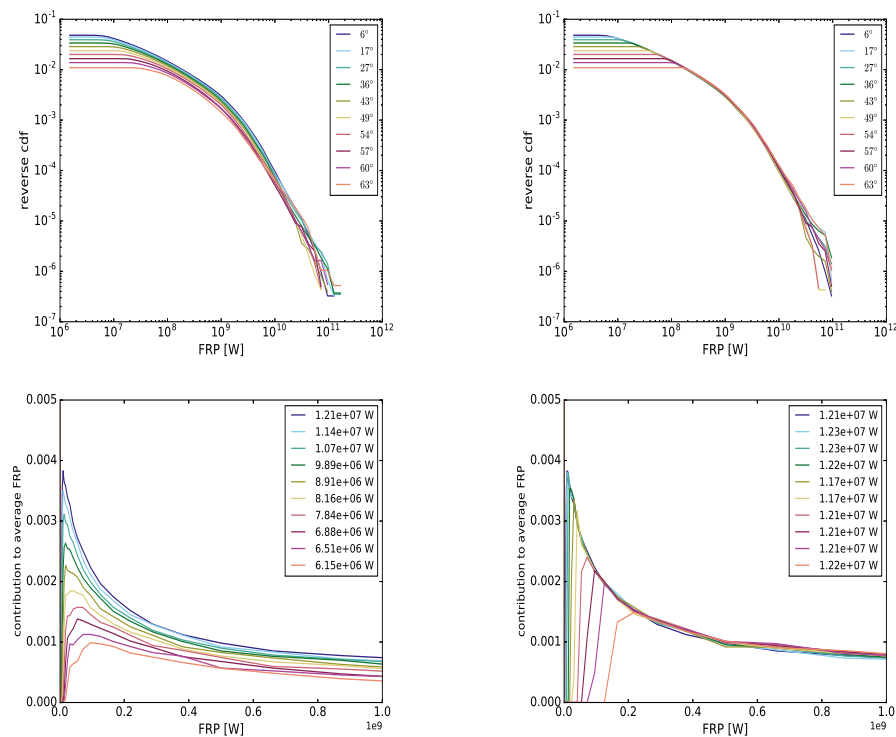 10^-1
10^-2
10^-3
10^-4
10^-5
10^-6
10^-7
reverse cdf
10^6 10^7 10^8 10^9 10^10 10^11 10^12
FRP [W]
6°
17°
27°
36°
43°
49°
54°
57°
60°
63°
10^-1
10^-2
10^-3
10^-4
10^-5
10^-6
10^-7
reverse cdf
10^6 10^7 10^8 10^9 10^10 10^11 10^12
FRP [W]
6°
17°
27°
36°
43°
49°
54°
57°
60°
63°
0.005
0.004
0.003
0.002
0.001
0.000
contribution to average FRP
0.0 0.2 0.4 0.6 0.8 1.0
1e9
FRP [W]
1.21e+07 W
1.14e+07 W
1.07e+07 W
9.89e+06 W
8.91e+06 W
8.16e+06 W
7.84e+06 W
6.88e+06 W
6.51e+06 W
6.15e+06 W
0.005
0.004
0.003
0.002
0.001
0.000
contribution to average FRP
0.0 0.2 0.4 0.6 0.8 1.0
1e9
FRP [W]
1.21e+07 W
1.23e+07 W
1.23e+07 W
1.22e+07 W
1.17e+07 W
1.17e+07 W
1.21e+07 W
1.21e+07 W
1.21e+07 W
1.22e+07 W